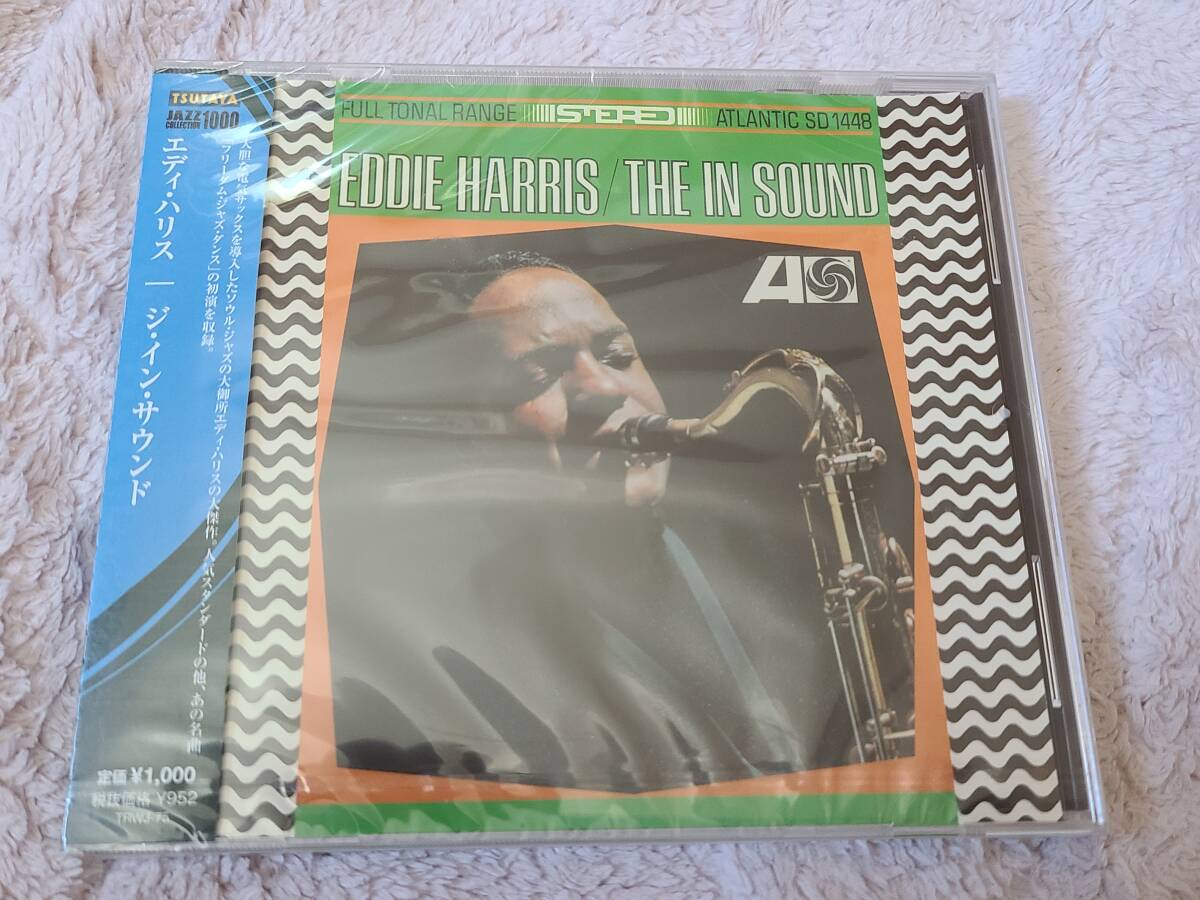 TSUTAYA
JAZZ
COLLECTION 1000
エディ・ハリス | ジ・イン・サウンド
大胆な電気サックスを導入したソウル・ジャズの大御所エディ・ハリスの大傑作。人気スタンダードの他、あの名曲
「フリーダム・ジャズ・ダンス」の初演を収録。
定価 ¥1,000
税抜価格 ¥952
TRWJ-75
FULL TONAL RANGE STEREO ATLANTIC SD 1448
EDDIE HARRIS / THE IN SOUND
A